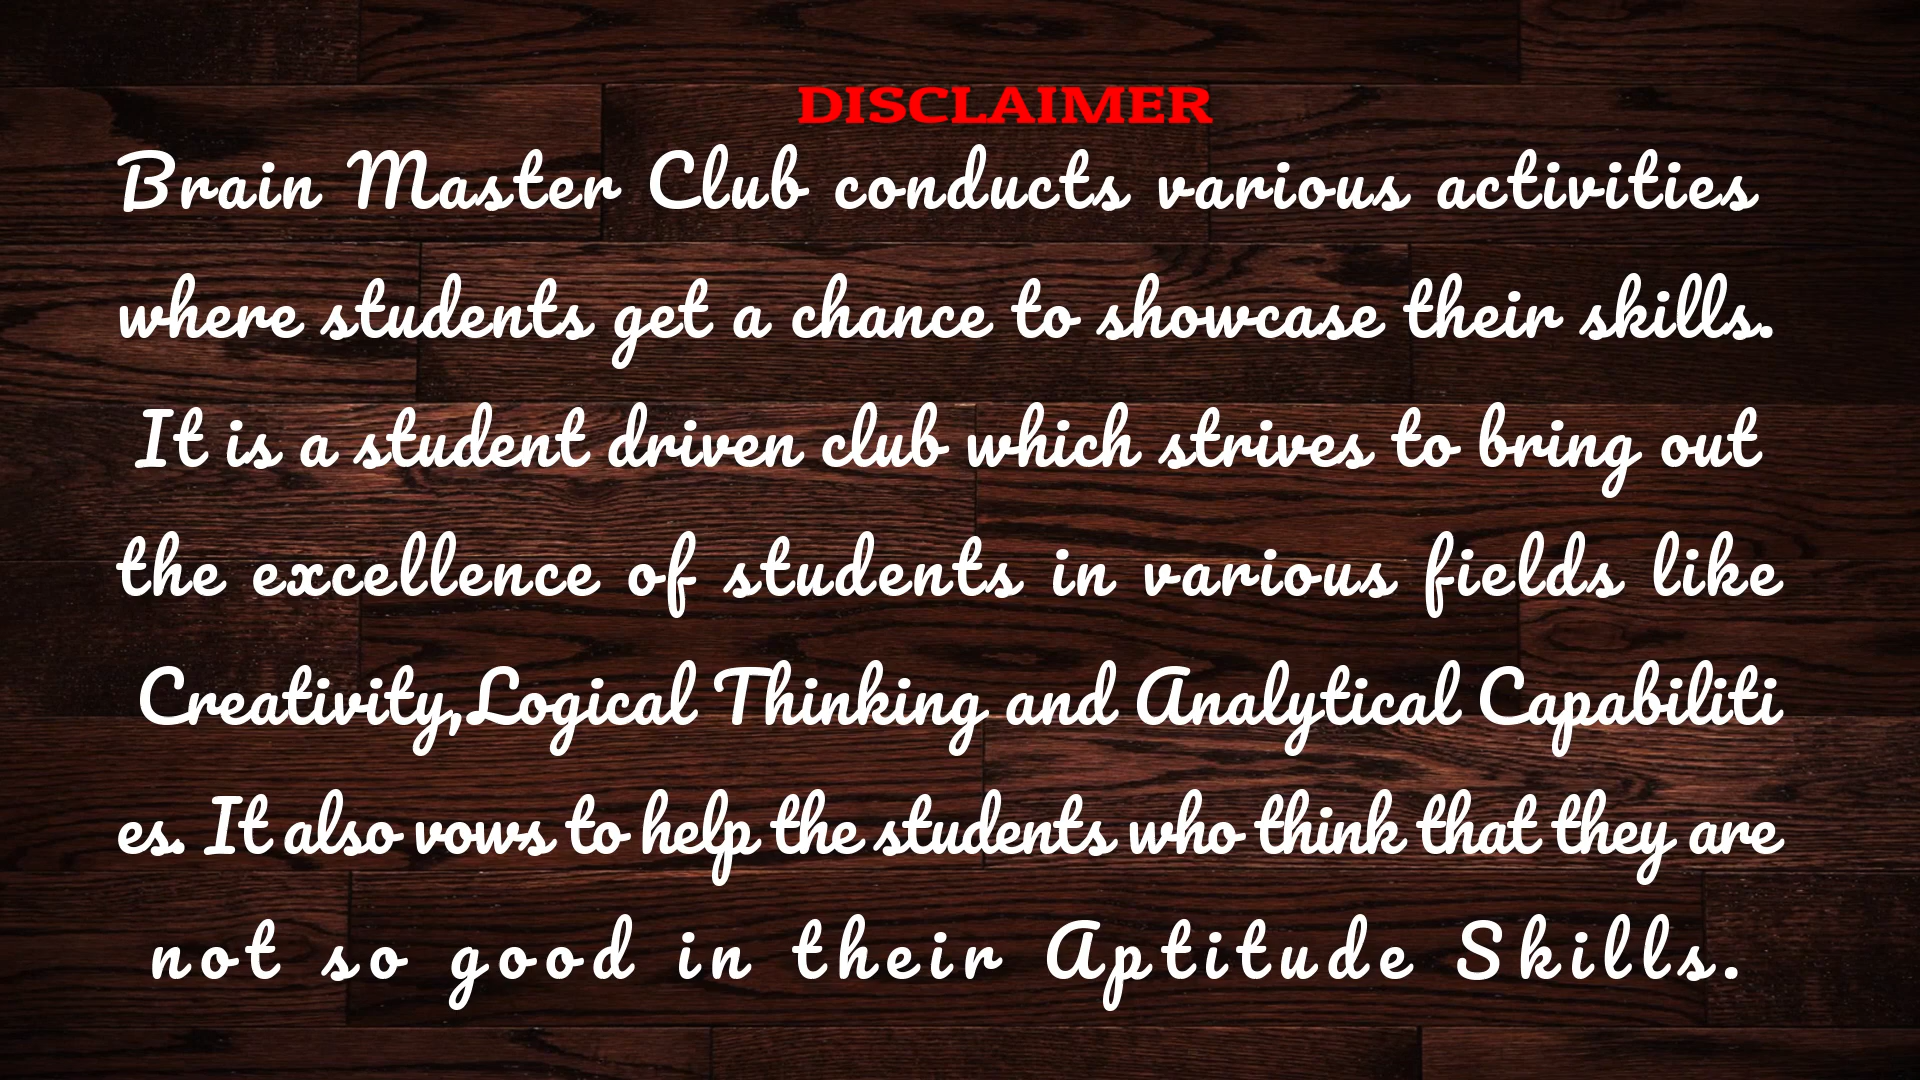 DISCLAIMER
Brain Master Club conducts various activities
where students get a chance to showcase their skills.
It is a student driven club which strives to bring out
the excellence of students in various fields like
Creativity,Logical Thinking and Analytical Capabiliti
es. It also vows to help the students who think that they are
not so good in their Aptitude Skills.